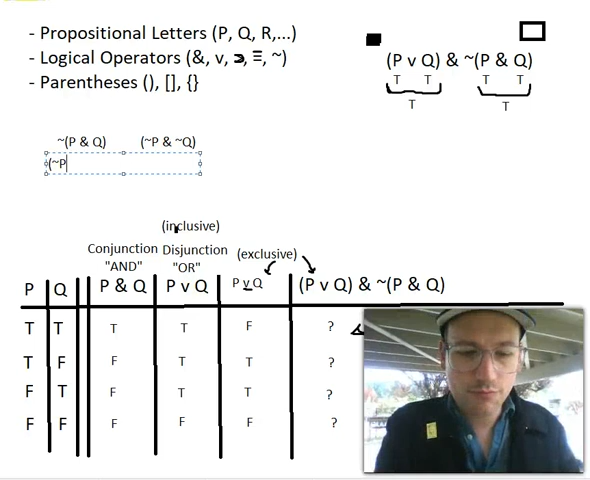 - Propositional Letters (P, Q, R,...)
- Logical Operators (&, v, ⊃, ≡, ~)
- Parentheses (), [], {}
(P v Q) & ~(P & Q)
T T T T
T T
~(P & Q) (~P & ~Q)
(~P
(inclusive)
Conjunction Disjunction (exclusive)
"AND" "OR"
P Q P & Q P v Q P v Q (P v Q) & ~(P & Q)
T T T T F ?
T F F T T ?
F T F T T ?
F F F F F ?